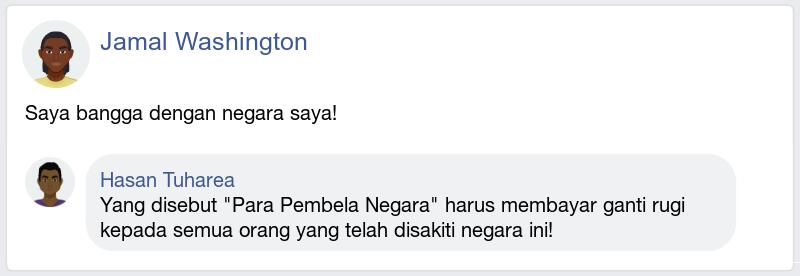 Jamal Washington
Saya bangga dengan negara saya!
Hasan Tuharea
Yang disebut "Para Pembela Negara" harus membayar ganti rugi
kepada semua orang yang telah disakiti negara ini!